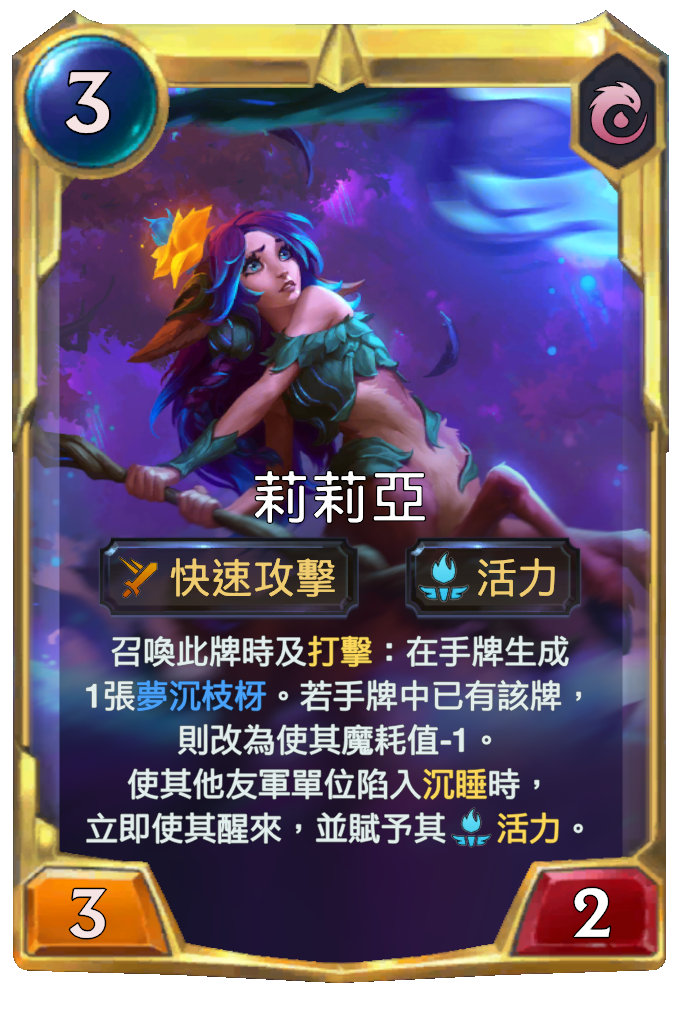 3
莉莉亞
快速攻擊 活力
召喚此牌時及打擊：在手牌生成
1張夢沉枝枒。若手牌中已有該牌，
則改為使其魔耗值-1。
使其他友軍單位陷入沉睡時，
立即使其醒來，並賦予其活力。
3 2